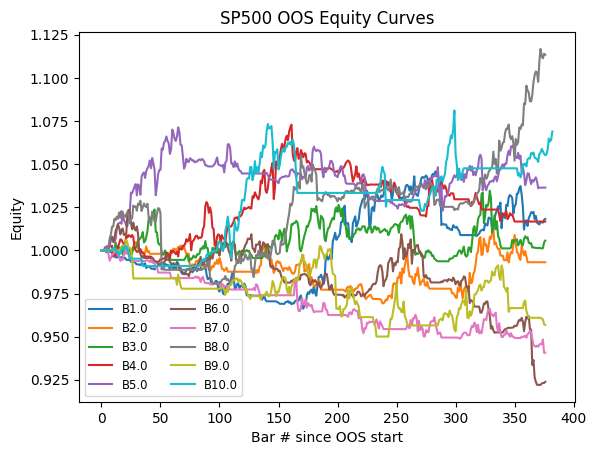 SP500 OOS Equity Curves
Equity
1.125
1.100
1.075
1.050
1.025
1.000
0.975
0.950
0.925
B1.0 B6.0
B2.0 B7.0
B3.0 B8.0
B4.0 B9.0
B5.0 B10.0
0 50 100 150 200 250 300 350 400
Bar # since OOS start